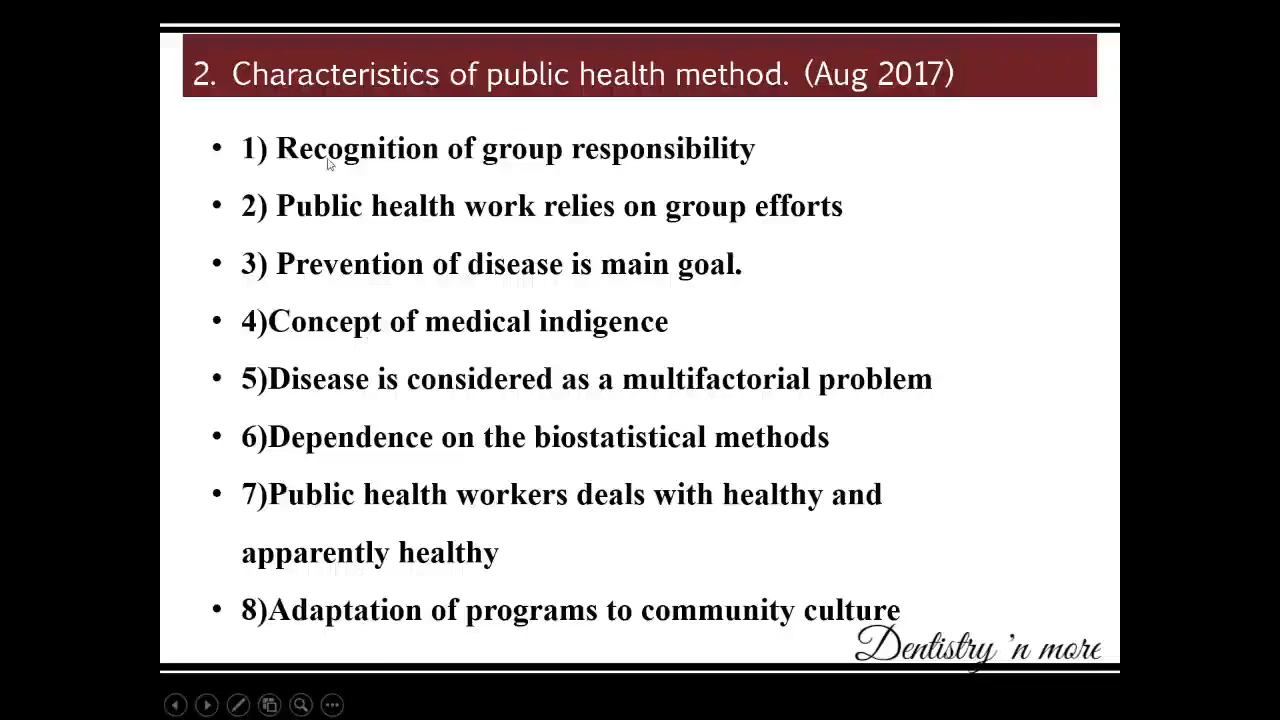 2. Characteristics of public health method. (Aug 2017)
• 1) Recognition of group responsibility
• 2) Public health work relies on group efforts
• 3) Prevention of disease is main goal.
• 4)Concept of medical indigence
• 5)Disease is considered as a multifactorial problem
• 6)Dependence on the biostatistical methods
• 7)Public health workers deals with healthy and
apparently healthy
• 8)Adaptation of programs to community culture
Dentistry 'n more